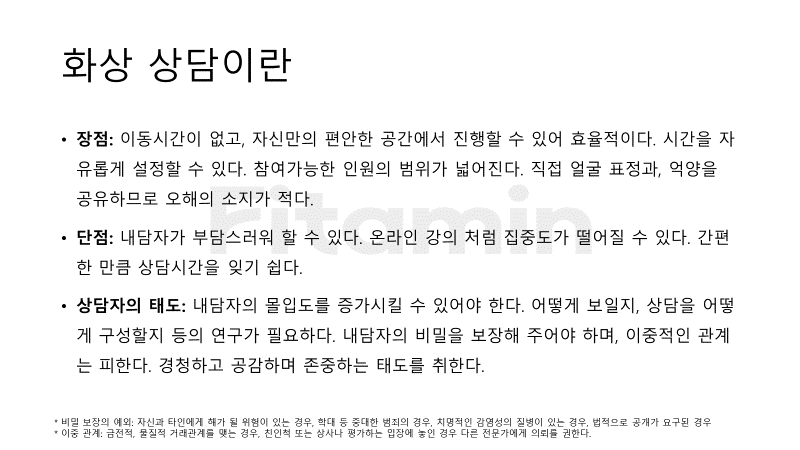 화상 상담이란
• 장점: 이동시간이 없고, 자신만의 편안한 공간에서 진행할 수 있어 효율적이다. 시간을 자
유롭게 설정할 수 있다. 참여가능한 인원의 범위가 넓어진다. 직접 얼굴 표정과, 억양을
공유하므로 오해의 소지가 적다.
Fitamin
• 단점: 내담자가 부담스러워 할 수 있다. 온라인 강의 처럼 집중도가 떨어질 수 있다. 간편
한 만큼 상담시간을 잊기 쉽다.
• 상담자의 태도: 내담자의 몰입도를 증가시킬 수 있어야 한다. 어떻게 보일지, 상담을 어떻
게 구성할지 등의 연구가 필요하다. 내담자의 비밀을 보장해 주어야 하며, 이중적인 관계
는 피한다. 경청하고 공감하며 존중하는 태도를 취한다.
* 비밀 보장의 예외: 자신과 타인에게 해가 될 위험이 있는 경우, 학대 등 중대한 범죄의 경우, 치명적인 감염성의 질병이 있는 경우, 법적으로 공개가 요구된 경우
* 이중 관계: 금전적, 물질적 거래관계를 맺는 경우, 친인척 또는 상사나 평가하는 입장에 놓인 경우 다른 전문가에게 의뢰를 권한다.